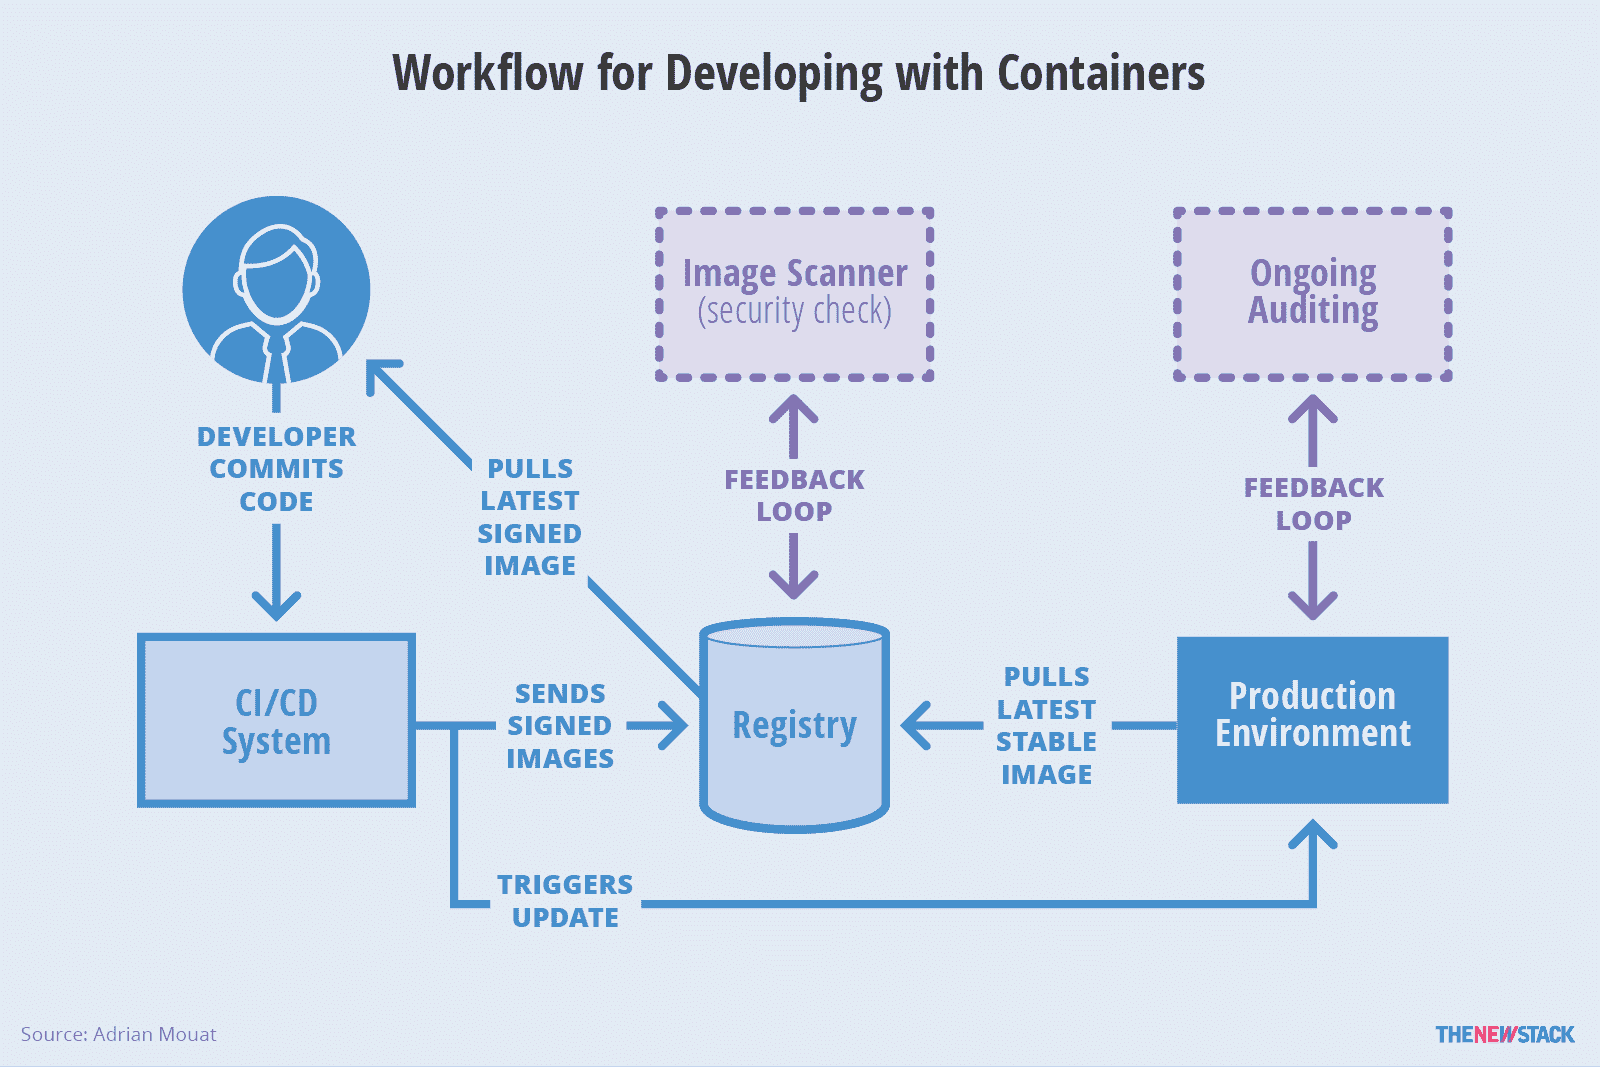 Workflow for Developing with Containers
Image Scanner
(security check)
Ongoing
Auditing
DEVELOPER
COMMITS
CODE
PULLS
LATEST
SIGNED
IMAGE
FEEDBACK
LOOP
FEEDBACK
LOOP
CI/CD
System
SENDS
SIGNED
IMAGES
Registry
PULLS
LATEST
STABLE
IMAGE
Production
Environment
TRIGGERS
UPDATE
Source: Adrian Mouat
THENEWSTACK